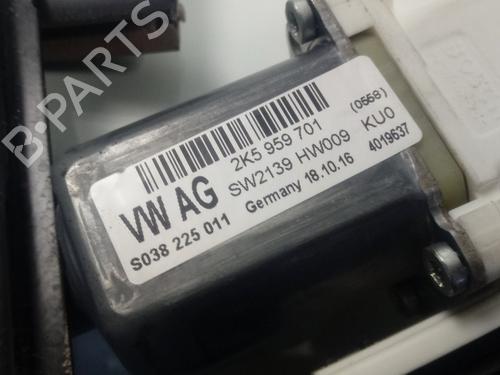 B-PARTS
2K5 959 701 (0558)
VW AG SW2139 HW009 KU0
S038 225 011 Germany 18.10.16 4019637